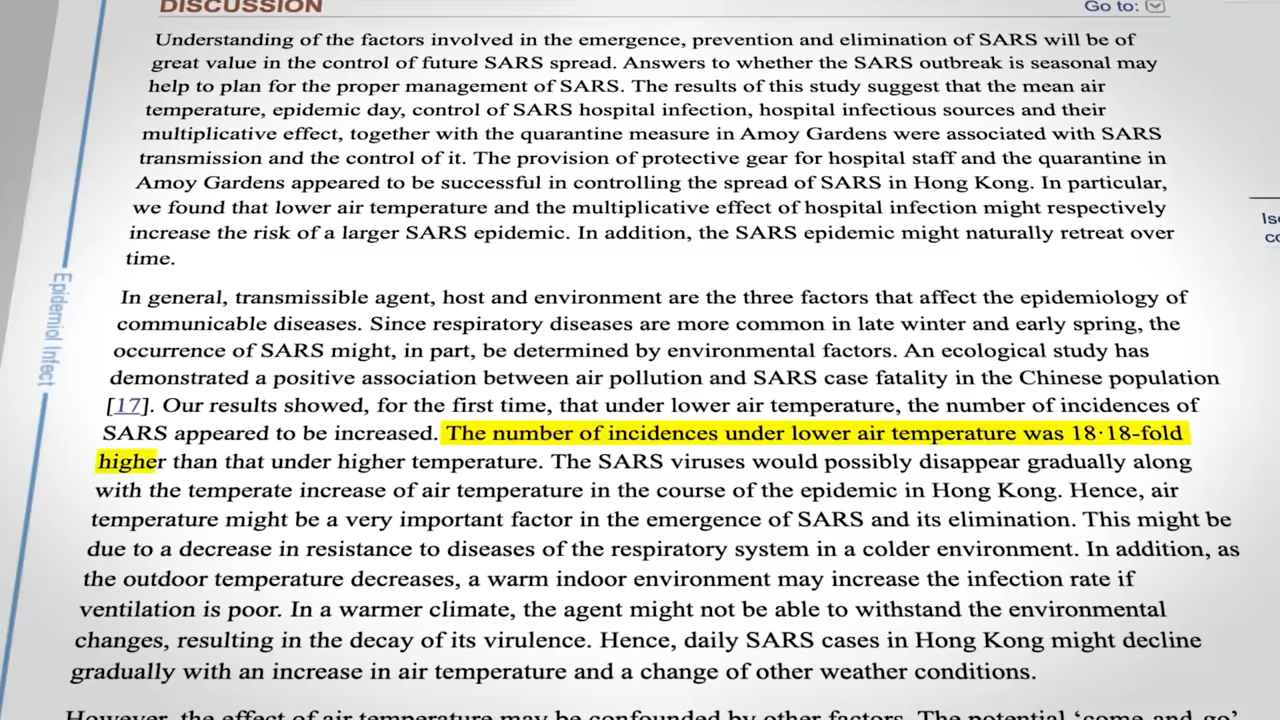 DISCUSSION
Go to:
Understanding of the factors involved in the emergence, prevention and elimination of SARS will be of
great value in the control of future SARS spread. Answers to whether the SARS outbreak is seasonal may
help to plan for the proper management of SARS. The results of this study suggest that the mean air
temperature, epidemic day, control of SARS hospital infection, hospital infectious sources and their
multiplicative effect, together with the quarantine measure in Amoy Gardens were associated with SARS
transmission and the control of it. The provision of protective gear for hospital staff and the quarantine in
Amoy Gardens appeared to be successful in controlling the spread of SARS in Hong Kong. In particular,
we found that lower air temperature and the multiplicative effect of hospital infection might respectively
increase the risk of a larger SARS epidemic. In addition, the SARS epidemic might naturally retreat over
time.
In general, transmissible agent, host and environment are the three factors that affect the epidemiology of
communicable diseases. Since respiratory diseases are more common in late winter and early spring, the
occurrence of SARS might, in part, be determined by environmental factors. An ecological study has
demonstrated a positive association between air pollution and SARS case fatality in the Chinese population
[17]. Our results showed, for the first time, that under lower air temperature, the number of incidences of
SARS appeared to be increased. The number of incidences under lower air temperature was 18·18-fold
higher than that under higher temperature. The SARS viruses would possibly disappear gradually along
with the temperate increase of air temperature in the course of the epidemic in Hong Kong. Hence, air
temperature might be a very important factor in the emergence of SARS and its elimination. This might be
due to a decrease in resistance to diseases of the respiratory system in a colder environment. In addition, as
the outdoor temperature decreases, a warm indoor environment may increase the infection rate if
ventilation is poor. In a warmer climate, the agent might not be able to withstand the environmental
changes, resulting in the decay of its virulence. Hence, daily SARS cases in Hong Kong might decline
gradually with an increase in air temperature and a change of other weather conditions.
However, the effect of air temperature may be confounded by other factors. The potential 'come-and-go'
Epidemiol Infect